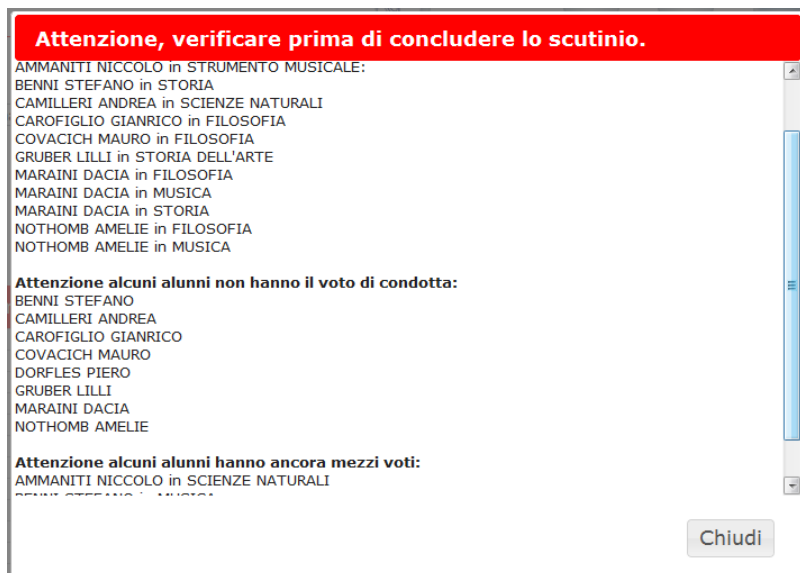 Attenzione, verificare prima di concludere lo scutinio.
AMMANITI NICCOLO in STRUMENTO MUSICALE:
BENNI STEFANO in STORIA
CAMILLERI ANDREA in SCIENZE NATURALI
CAROFIGLIO GIANRICO in FILOSOFIA
COVACICH MAURO in FILOSOFIA
GRUBER LILLI in STORIA DELL'ARTE
MARAINI DACIA in FILOSOFIA
MARAINI DACIA in MUSICA
MARAINI DACIA in STORIA
NOTHOMB AMELIE in FILOSOFIA
NOTHOMB AMELIE in MUSICA
Attenzione alcuni alunni non hanno il voto di condotta:
BENNI STEFANO
CAMILLERI ANDREA
CAROFIGLIO GIANRICO
COVACICH MAURO
DORFLES PIERO
GRUBER LILLI
MARAINI DACIA
NOTHOMB AMELIE
Attenzione alcuni alunni hanno ancora mezzi voti:
AMMANITI NICCOLO in SCIENZE NATURALI
BENNI STEFANO in MUSICA
Chiudi